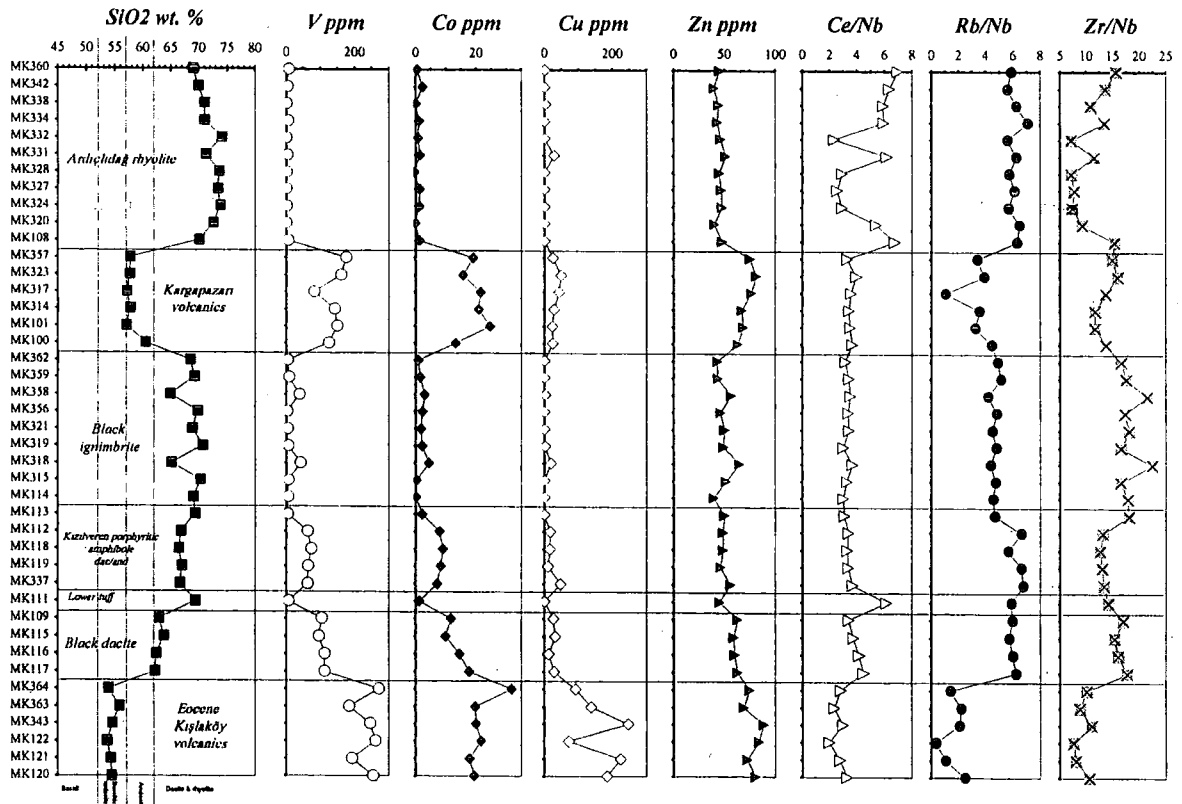 SiO2 wt. %
V ppm
Co ppm
Cu ppm
Zn ppm
Ce/Nb
Rb/Nb
Zr/Nb
45 50 55 60 65 70 75 80
0 200
0 20
0 200
0 50 100
0 2 4 6 8
0 2 4 6 8
5 10 15 20 25
MK360
MK342
MK338
MK334
MK332
MK331
MK328
MK327
MK324
MK320
MK108
MK357
MK323
MK317
MK314
MK101
MK100
MK362
MK359
MK358
MK356
MK321
MK319
MK318
MK315
MK114
MK113
MK112
MK118
MK119
MK337
MK111
MK109
MK115
MK116
MK117
MK364
MK363
MK343
MK122
MK121
MK120
rhyolite
Kargapazarı
volcanics
Black
ignimbrite
Kızılveren porphyritic
amphibole
Lower tuff
Black dacite
Eocene
Kışlaköy
volcanics
Basalt
Dacite & rhyolite